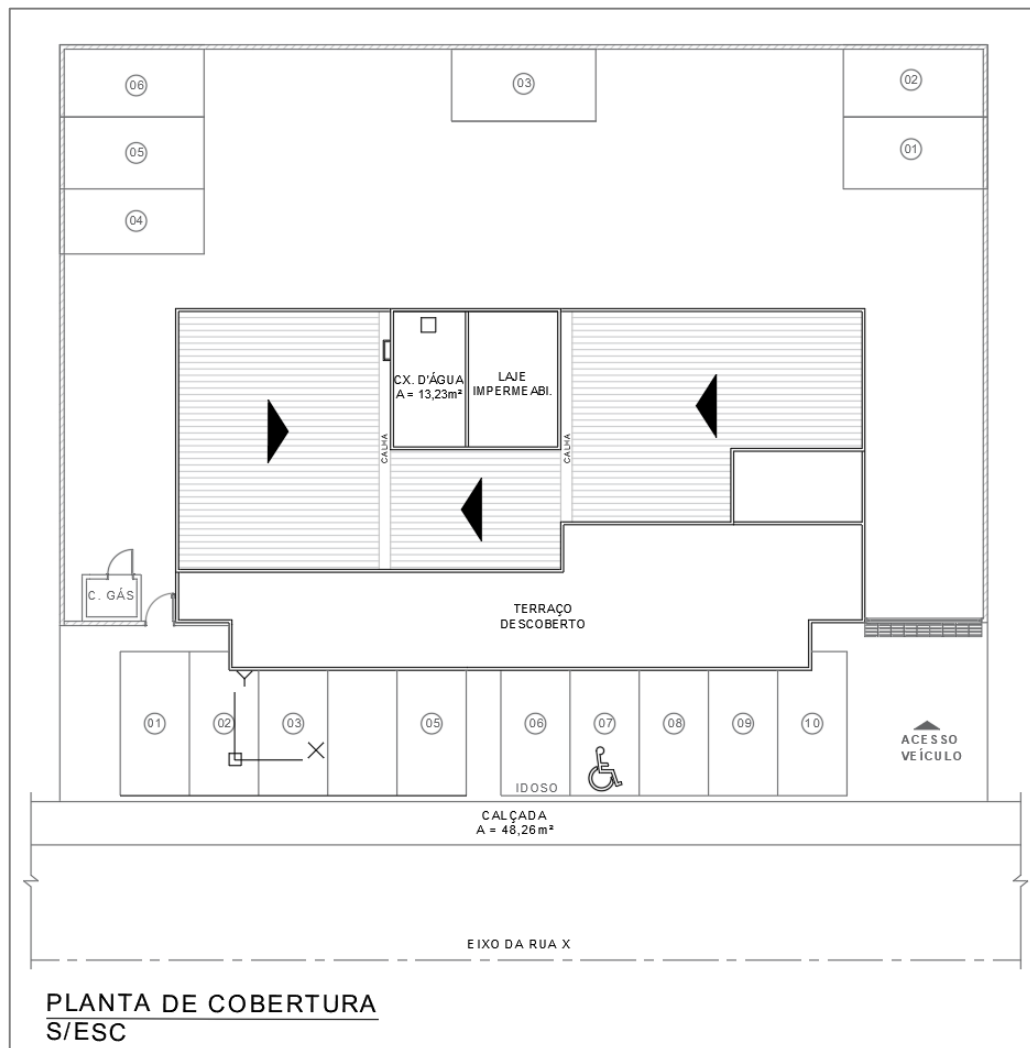 06
03
02
05
01
04
CX. D'ÁGUA
A = 13,23m²
LAJE
IMPERMEABI.
CALHA
CALHA
C. GÁS
TERRAÇO
DESCOBERTO
01
02
03
05
06
07
08
09
10
Y
X
IDOSO
ACESSO
VEÍCULO
CALÇADA
A = 48,26m²
EIXO DA RUA X
PLANTA DE COBERTURA
S/ESC